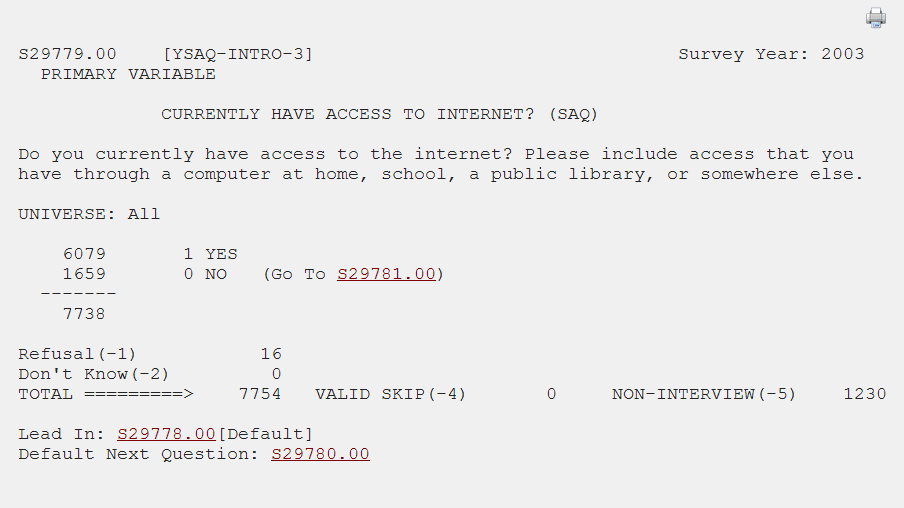 S29779.00    [YSAQ-INTRO-3]                                 Survey Year: 2003
  PRIMARY VARIABLE
             CURRENTLY HAVE ACCESS TO INTERNET? (SAQ)
Do you currently have access to the internet? Please include access that you
have through a computer at home, school, a public library, or somewhere else.
UNIVERSE: All
    6079       1 YES
    1659       0 NO   (Go To S29781.00)
  -------
    7738
Refusal(-1)           16
Don't Know(-2)         0
TOTAL =========>    7754   VALID SKIP(-4)       0     NON-INTERVIEW(-5)    1230
Lead In: S29778.00[Default]
Default Next Question: S29780.00